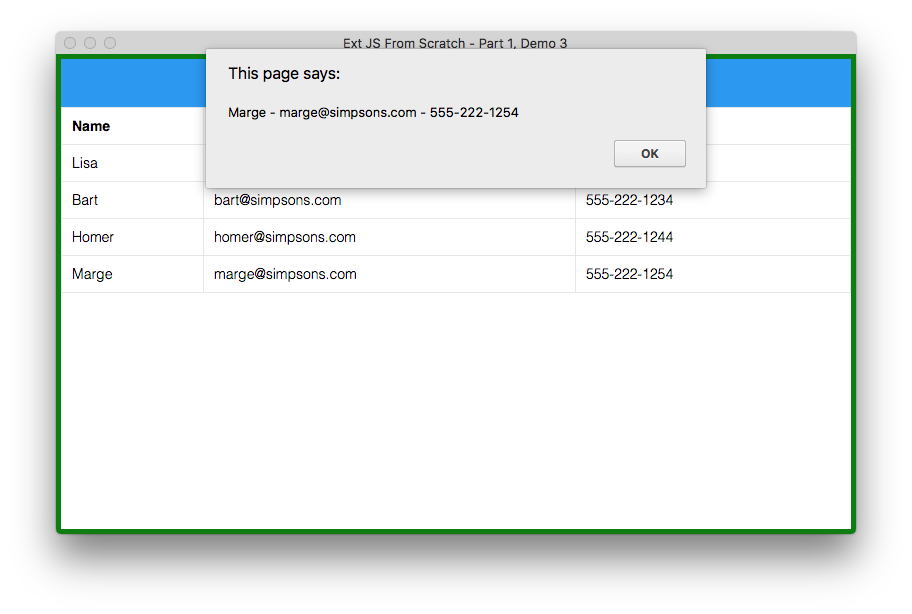 Ext JS From Scratch - Part 1, Demo 3
This page says:
Marge - marge@simpsons.com - 555-222-1254
OK
Name
Lisa
Bart bart@simpsons.com 555-222-1234
Homer homer@simpsons.com 555-222-1244
Marge marge@simpsons.com 555-222-1254